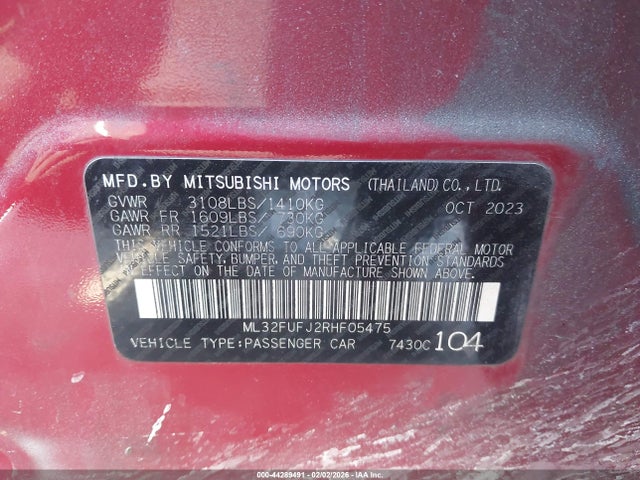 MFD.BY MITSUBISHI MOTORS (THAILAND)CO.,LTD.
GVWR 3108LBS/1410KG OCT 2023
GAWR FR 1609LBS/ 730KG
GAWR RR 1521LBS/ 690KG
THIS VEHICLE CONFORMS TO ALL APPLICABLE FEDERAL MOTOR
VEHICLE SAFETY, BUMPER, AND THEFT PREVENTION STANDARDS
IN EFFECT ON THE DATE OF MANUFACTURE SHOWN ABOVE.
ML32FUFJ2RHF05475
VEHICLE TYPE:PASSENGER CAR 7430C 104
000-44289491 - 02/02/2026 - IAAI.COM